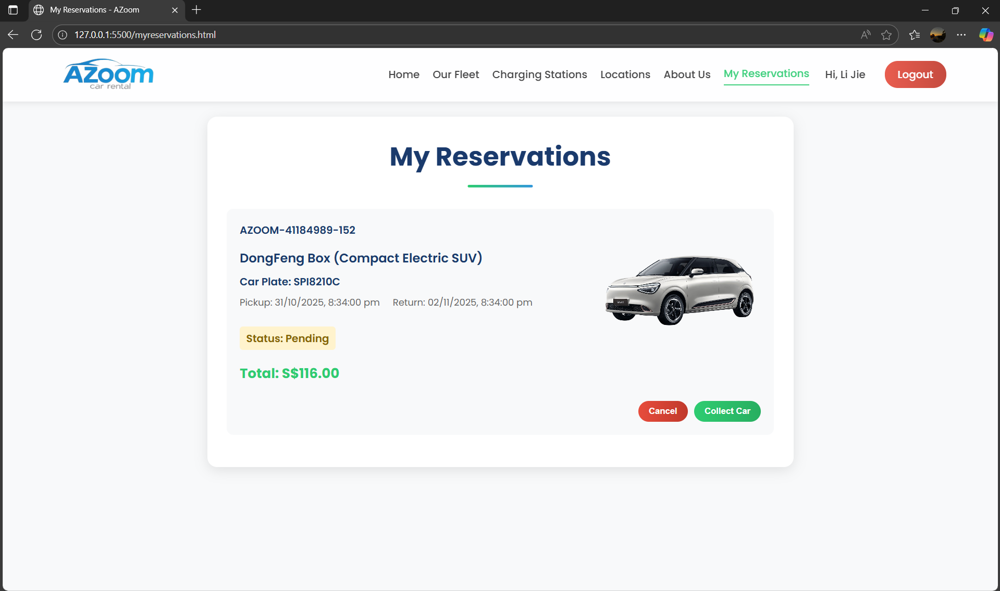 My Reservations - AZoom
127.0.0.1:5500/myreservations.html
AZoom
car rental
Home
Our Fleet
Charging Stations
Locations
About Us
My Reservations
Hi, Li Jie
Logout
My Reservations
AZOOM-41184989-152
DongFeng Box (Compact Electric SUV)
Car Plate: SPI8210C
Pickup: 31/10/2025, 8:34:00 pm Return: 02/11/2025, 8:34:00 pm
Status: Pending
Total: S$116.00
Cancel
Collect Car